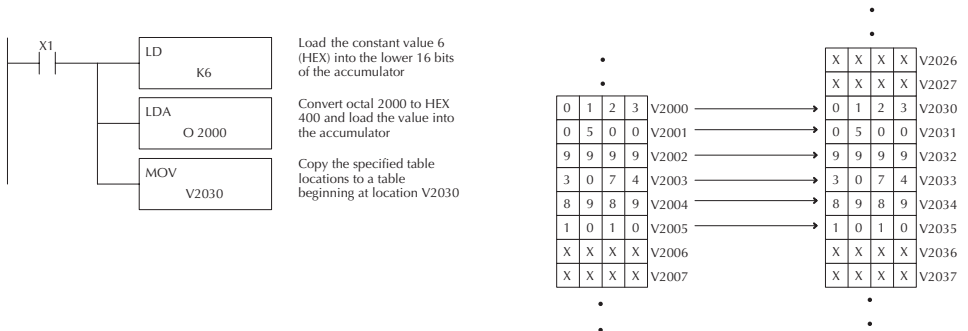 X1
LD
K6
Load the constant value 6
(HEX) into the lower 16 bits
of the accumulator
LDA
O 2000
Convert octal 2000 to HEX
400 and load the value into
the accumulator
MOV
V2030
Copy the specified table
locations to a table
beginning at location V2030
0 1 2 3 V2000
0 5 0 0 V2001
9 9 9 9 V2002
3 0 7 4 V2003
8 9 8 9 V2004
1 0 1 0 V2005
X X X X V2006
X X X X V2007
X X X X V2026
X X X X V2027
0 1 2 3 V2030
0 5 0 0 V2031
9 9 9 9 V2032
3 0 7 4 V2033
8 9 8 9 V2034
1 0 1 0 V2035
X X X X V2036
X X X X V2037